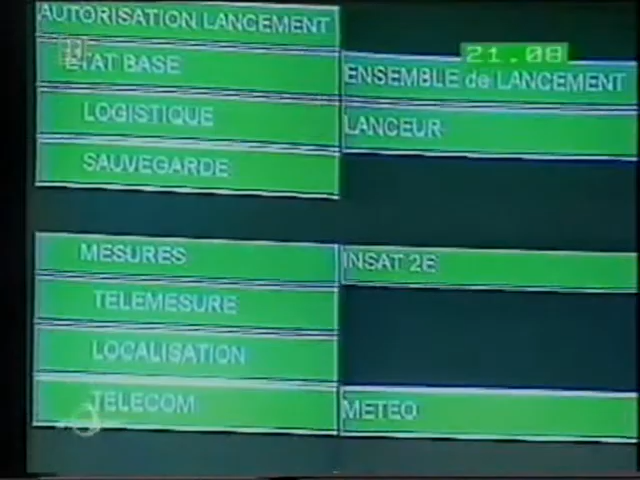 AUTORISATION LANCEMENT
21.08
ETAT BASE
ENSEMBLE de LANCEMENT
LOGISTIQUE
LANCEUR
SAUVEGARDE
MESURES
INSAT 2E
TELEMESURE
LOCALISATION
TELECOM
METEO